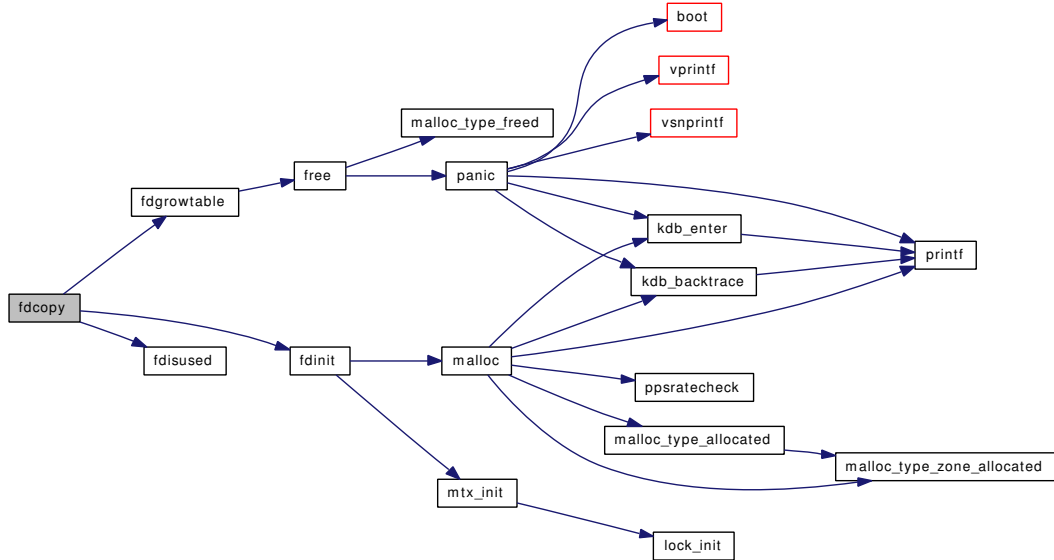 boot
vprintf
vsnprintf
malloc_type_freed
free
panic
fdgrowtable
kdb_enter
printf
kdb_backtrace
fdcopy
fdisused
fdinit
malloc
ppsratecheck
malloc_type_allocated
malloc_type_zone_allocated
mtx_init
lock_init